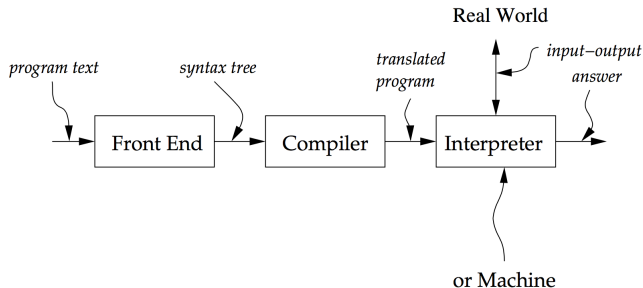 Real World
program text
syntax tree
translated
program
input–output
answer
Front End
Compiler
Interpreter
or Machine